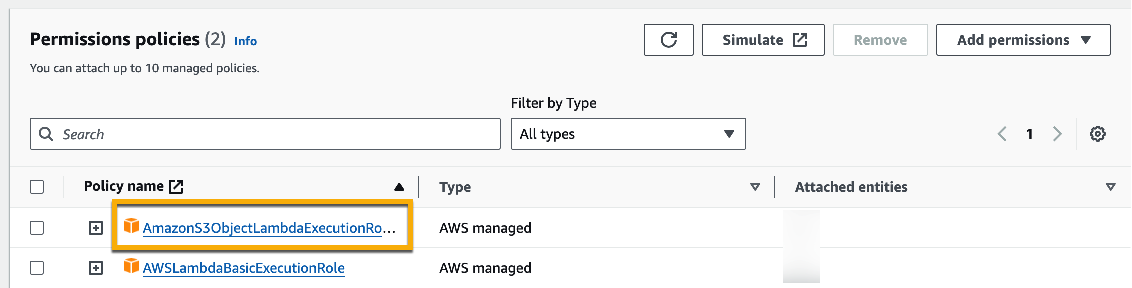 Permissions policies (2) Info
Simulate
Remove
Add permissions
You can attach up to 10 managed policies.
Filter by Type
Search
All types
1
Policy name
Type
Attached entities
AmazonS3ObjectLambdaExecutionRo...
AWS managed
AWSLambdaBasicExecutionRole
AWS managed